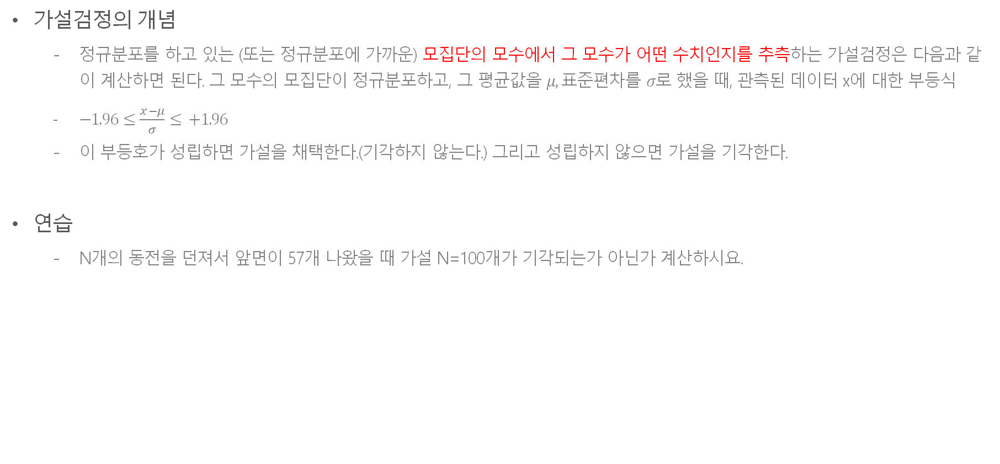 • 가설검정의 개념
- 정규분포를 하고 있는 (또는 정규분포에 가까운) 모집단의 모수에서 그 모수가 어떤 수치인지를 추측하는 가설검정은 다음과 같
이 계산하면 된다. 그 모수의 모집단이 정규분포하고, 그 평균값을 μ, 표준편차를 σ로 했을 때, 관측된 데이터 x에 대한 부등식
- −1.96 ≤ (x−μ)/σ ≤ +1.96
- 이 부등호가 성립하면 가설을 채택한다.(기각하지 않는다.) 그리고 성립하지 않으면 가설을 기각한다.
• 연습
- N개의 동전을 던져서 앞면이 57개 나왔을 때 가설 N=100개가 기각되는가 아닌가 계산하시요.